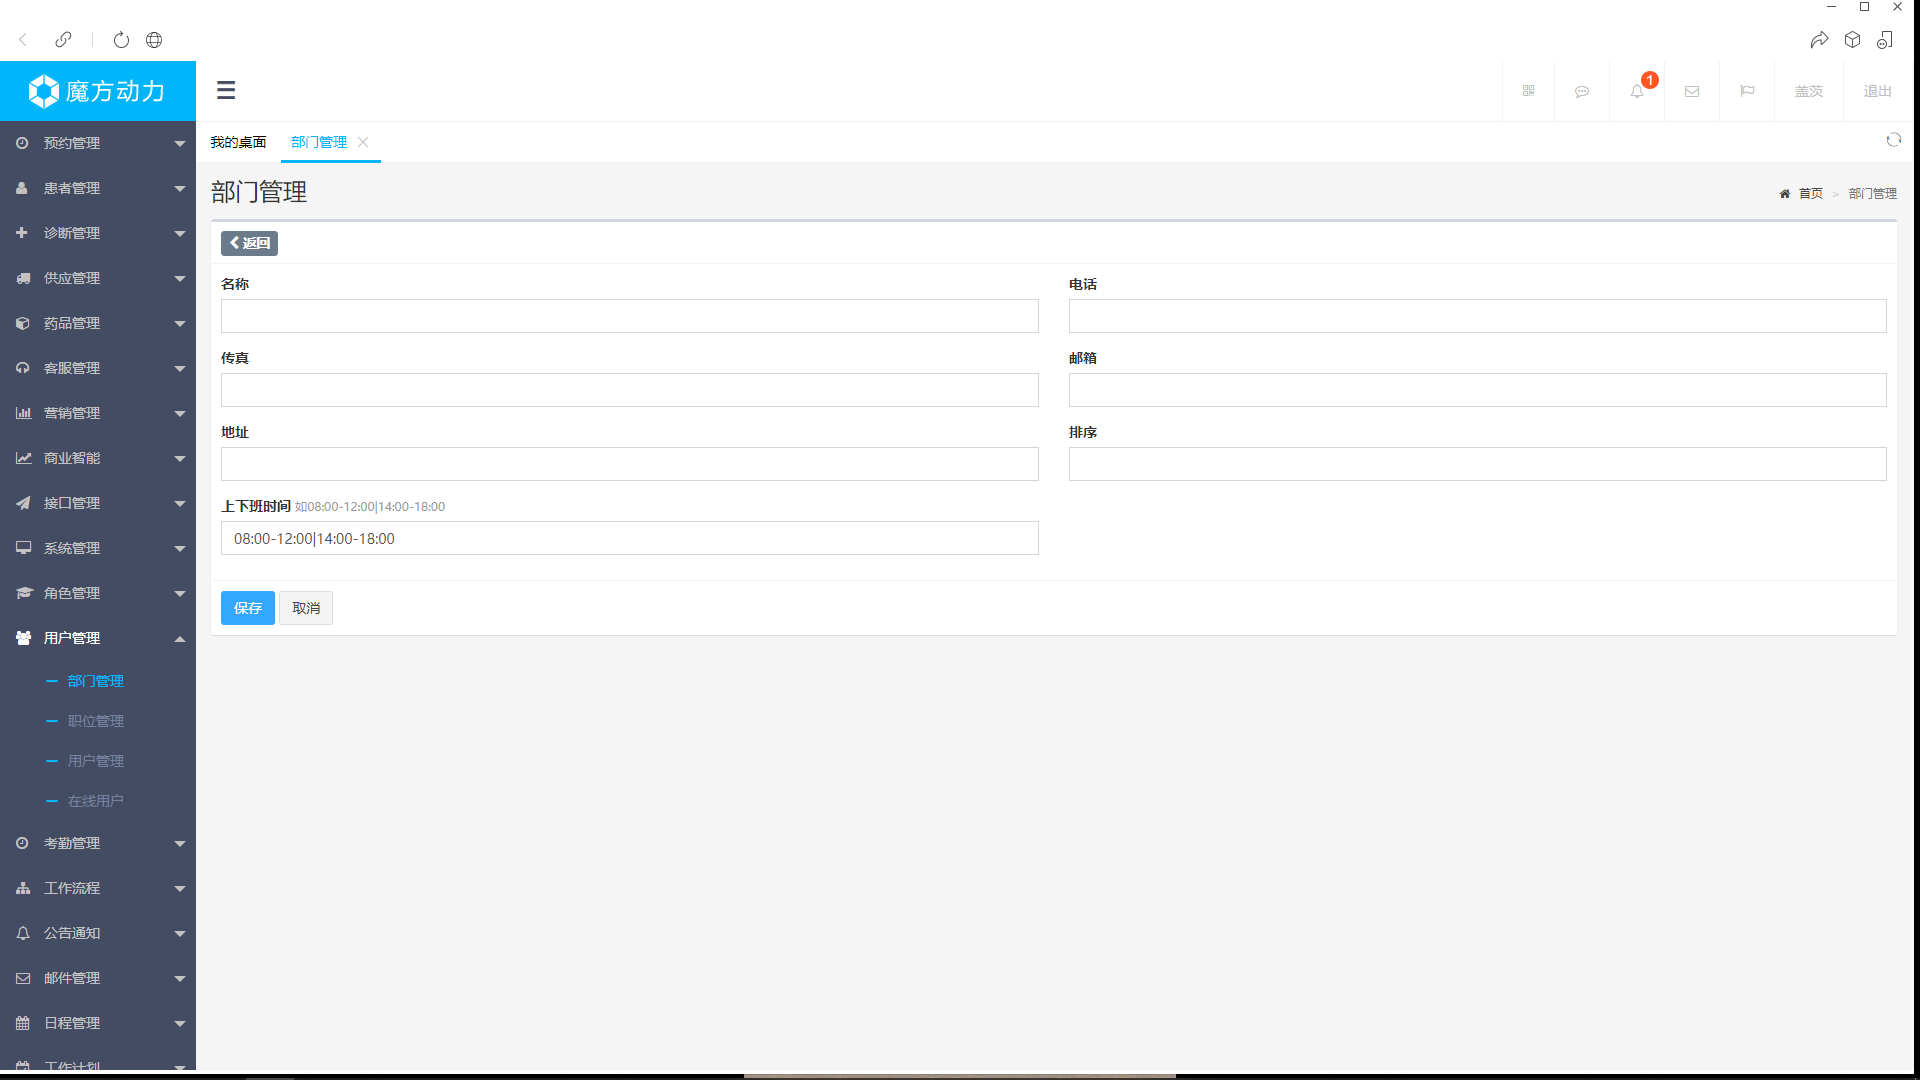 魔方动力
1
盖茨
退出
预约管理
患者管理
诊断管理
供应管理
药品管理
客服管理
营销管理
商业智能
接口管理
系统管理
角色管理
用户管理
部门管理
职位管理
用户管理
在线用户
考勤管理
工作流程
公告通知
邮件管理
日程管理
工作计划
我的桌面
部门管理
部门管理
首页 > 部门管理
返回
名称
电话
传真
邮箱
地址
排序
上下班时间 如08:00-12:00|14:00-18:00
08:00-12:00|14:00-18:00
保存
取消